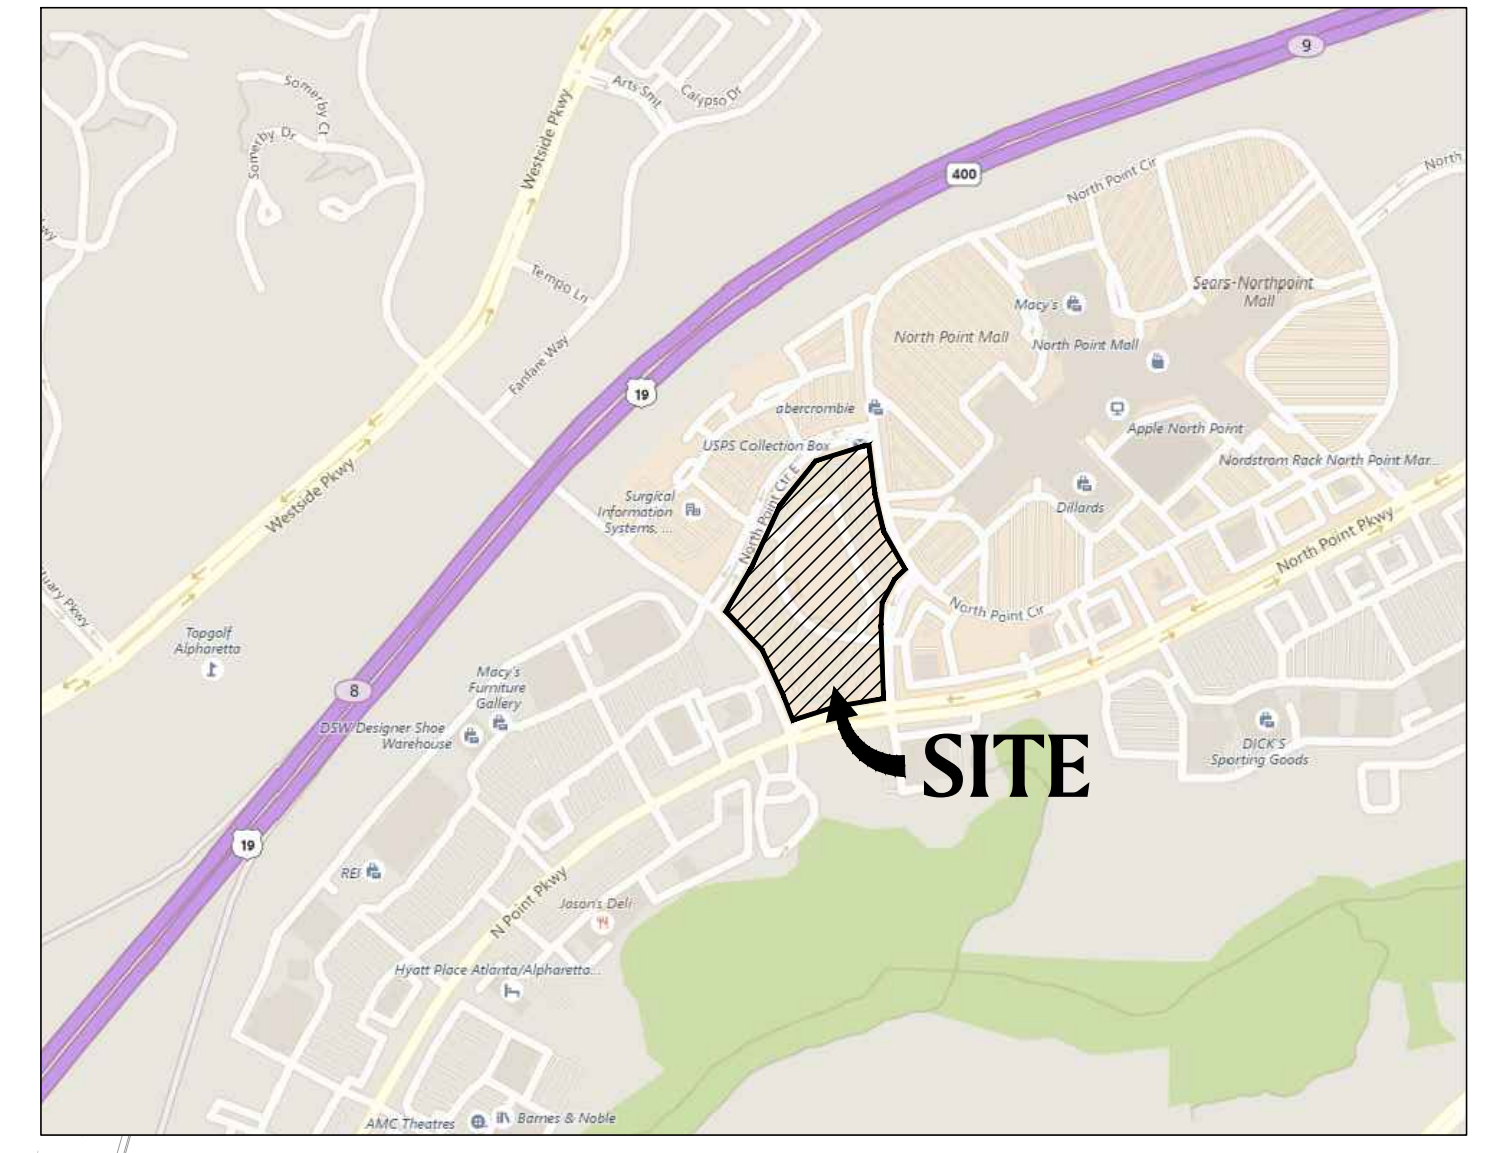 9
Arts Smt
Calypso Dr
Somerby Ct
Somerby Dr
Westside Pkwy
400
North Point Cir
North
Tempo Ln
Sears-Northpoint
Mall
Macy's
North Point Mall
North Point Mall
Fanfare Way
19
abercrombie
Apple North Point
USPS Collection Box
Nordstrom Rack North Point Mar...
Westside Pkwy
Surgical
Information
Systems, ...
North Point Ctr E
Dillards
North Point Pkwy
North Point Cir
Topgolf
Alpharetta
Macy's
Furniture
Gallery
8
DSW Designer Shoe
Warehouse
SITE
DICK'S
Sporting Goods
19
REI
N Point Pkwy
Jason's Deli
Hyatt Place Atlanta/Alpharetta...
AMC Theatres
Barnes & Noble